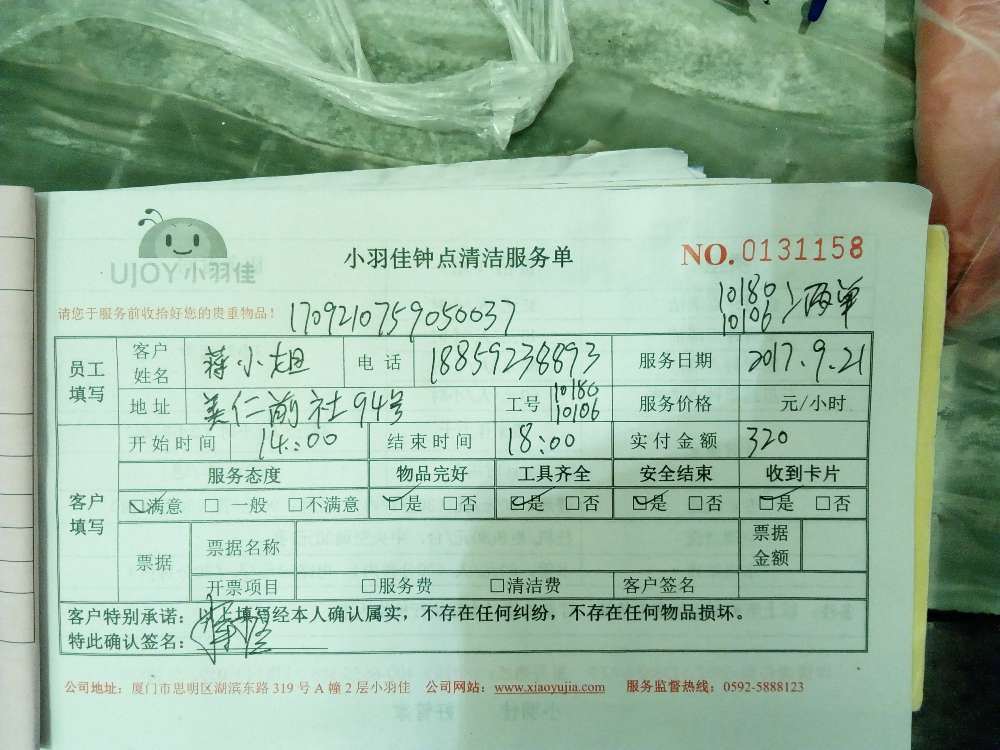 UJOY小羽佳
小羽佳钟点清洁服务单
NO. 0131158
请您于服务前收拾好您的贵重物品！
1709210759050037
10180
10106 两单
员工填写
客户姓名 蒋小姐 电话 18859238893 服务日期 2017.9.21
地址 美仁前社94号 工号 10180 10106 服务价格 元/小时
客户填写
开始时间 14:00 结束时间 18:00 实付金额 320
服务态度 物品完好 工具齐全 安全结束 收到卡片
☑满意 □一般 □不满意 ☑是 □否 ☑是 □否 ☑是 □否 ☑是 □否
票据 票据名称 票据金额
开票项目 □服务费 □清洁费 客户签名
客户特别承诺：以上填写经本人确认属实，不存在任何纠纷，不存在任何物品损坏。
特此确认签名：
公司地址：厦门市思明区湖滨东路 319 号 A 幢 2 层小羽佳 公司网站：www.xiaoyujia.com 服务监督热线：0592-5888123